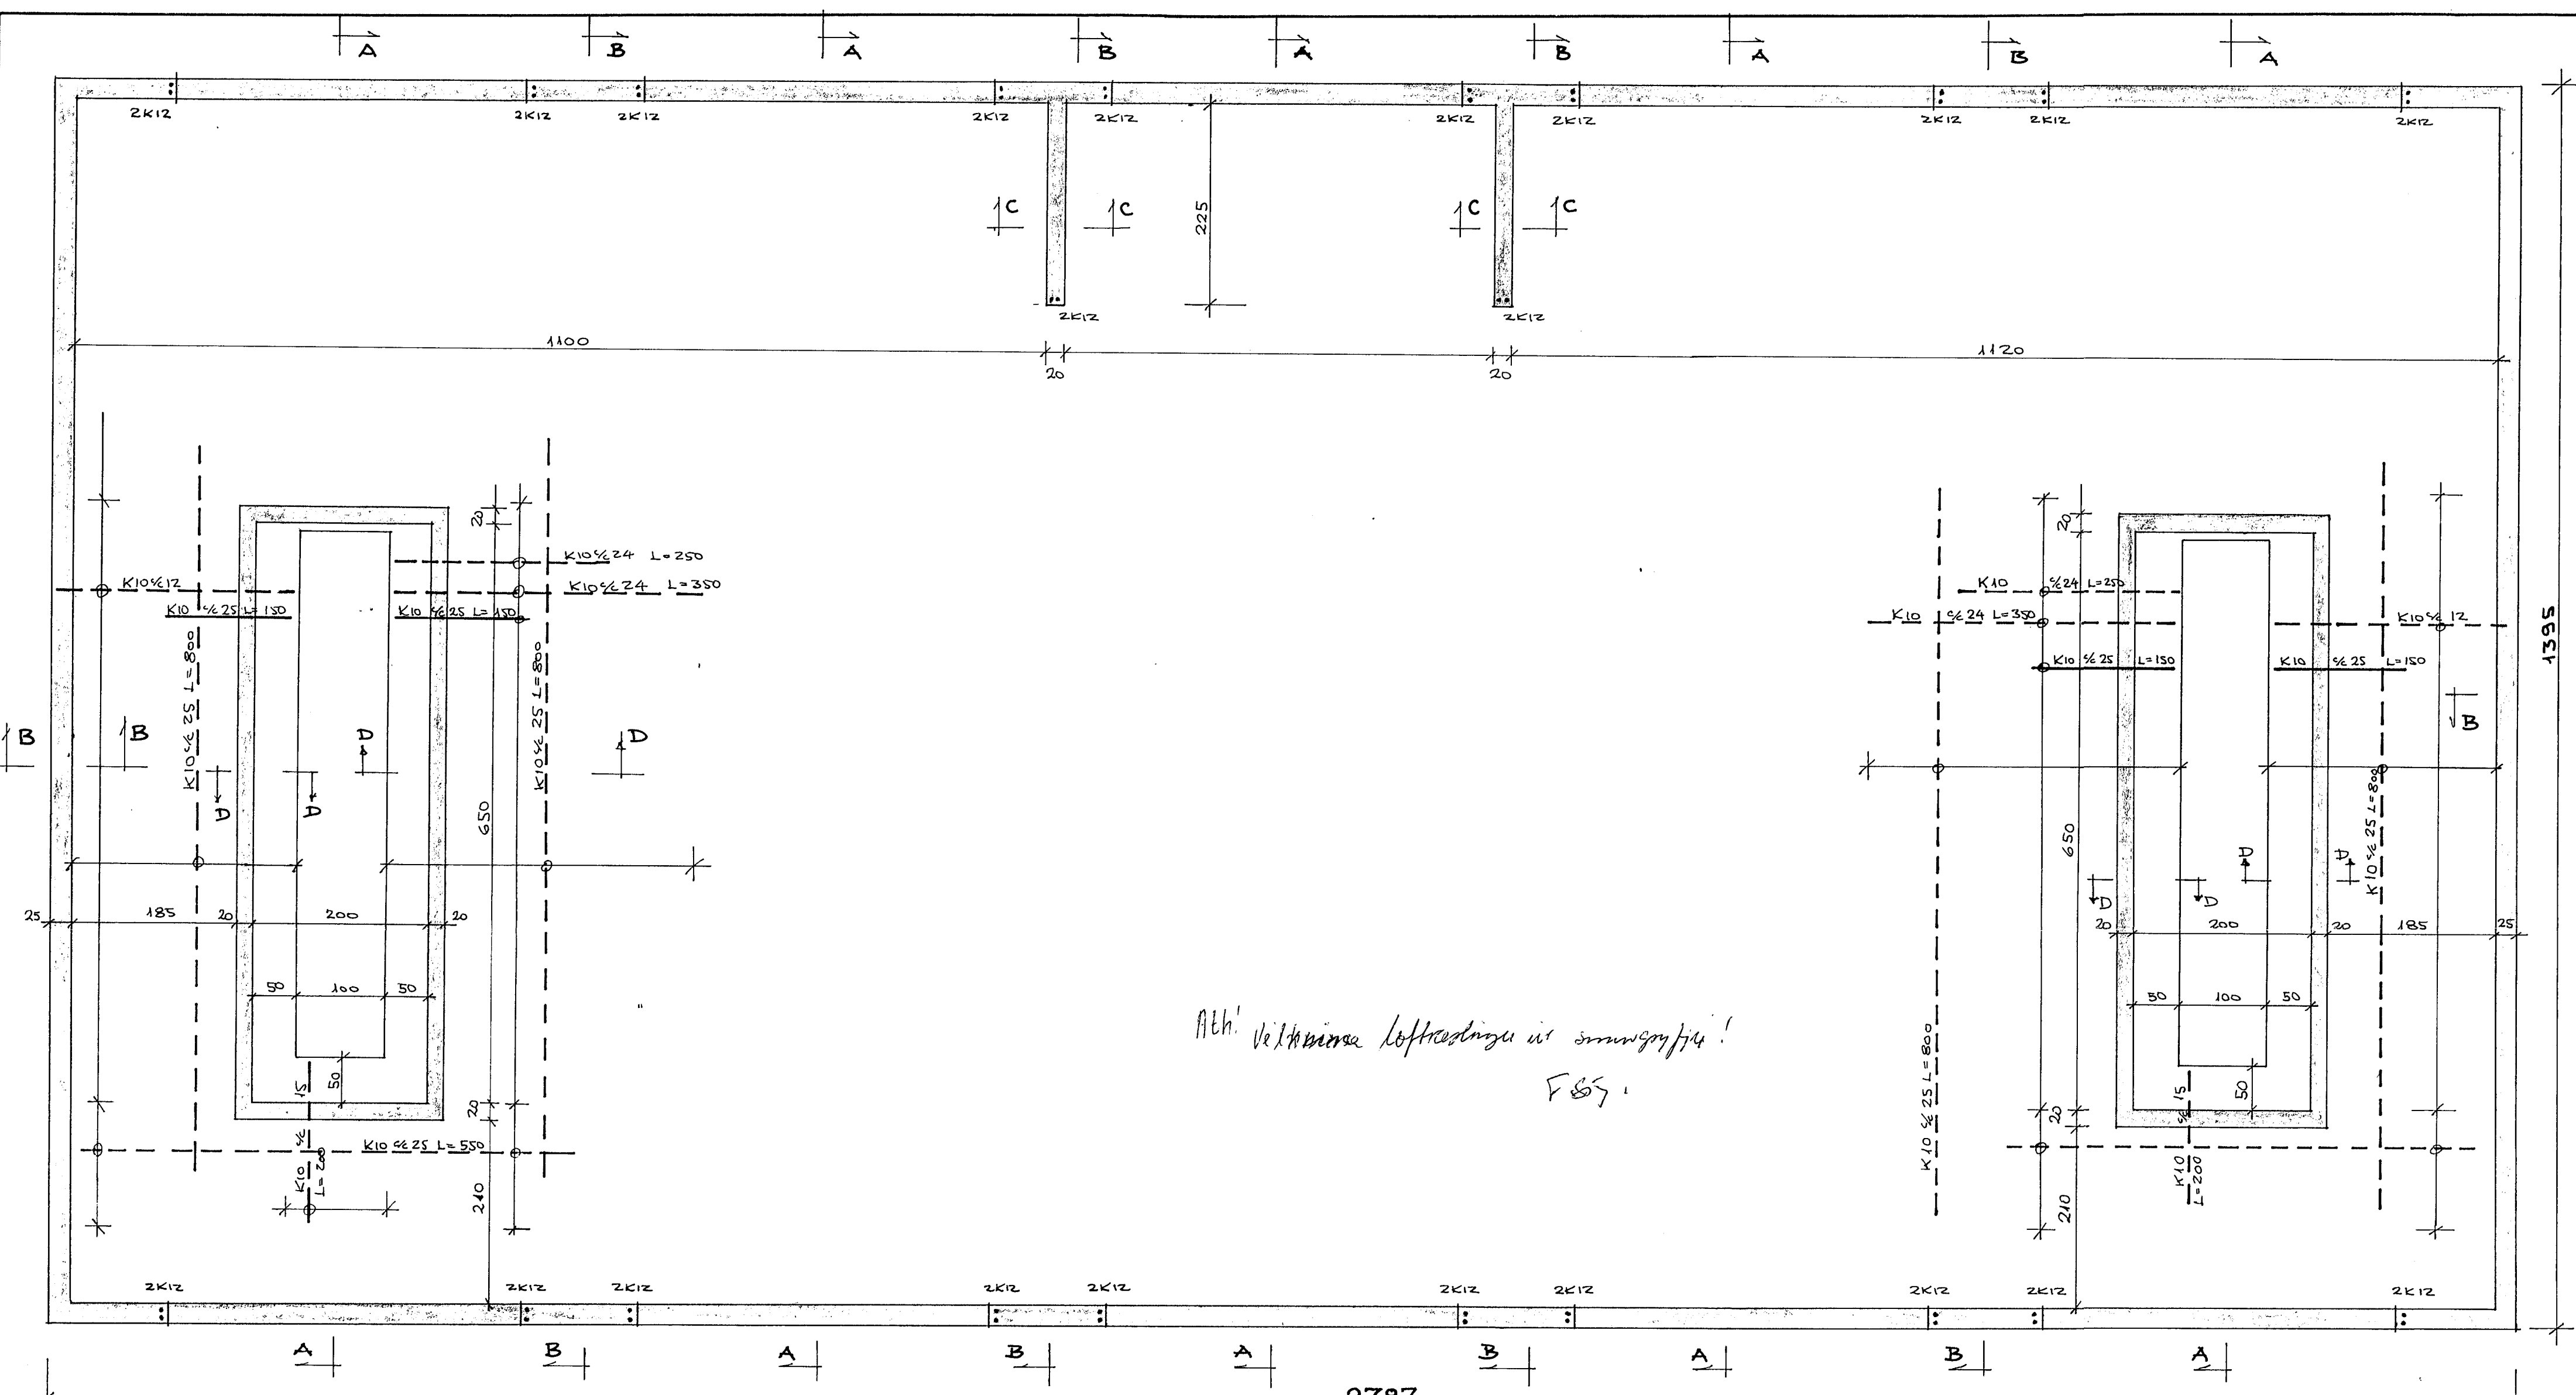 A B A B A B A B A
2K12 2K12 2K12 2K12 2K12 2K12 2K12 2K12 2K12 2K12
C C 225 C C
2K12 2K12
1100 1120
20 20
1395
20 20
K10 c/c 24 L=250
K10 c/c 12 K10 c/c 24 L=350
K10 c/c 25 L=150 K10 c/c 25 L=150
K10 c/c 25 L=800 K10 c/c 25 L=800
K10 c/c 24 L=250
K10 c/c 24 L=350 K10 c/c 12
K10 c/c 25 L=150 K10 c/c 25 L=150
B B D D B
D D 650 650 D D
K10 c/c 25 L=800
D D
25 185 20 200 20 20 200 20 185 25
50 100 50 50 100 50
Ath!
K10 c/c 25 L=800
50 20 50 20
K10 c/c 15 L=200
K10 c/c 25 L=550
K10 c/c 15 L=200
210 210
2K12 2K12 2K12 2K12 2K12 2K12 2K12 2K12 2K12 2K12
A B A B A B A B A